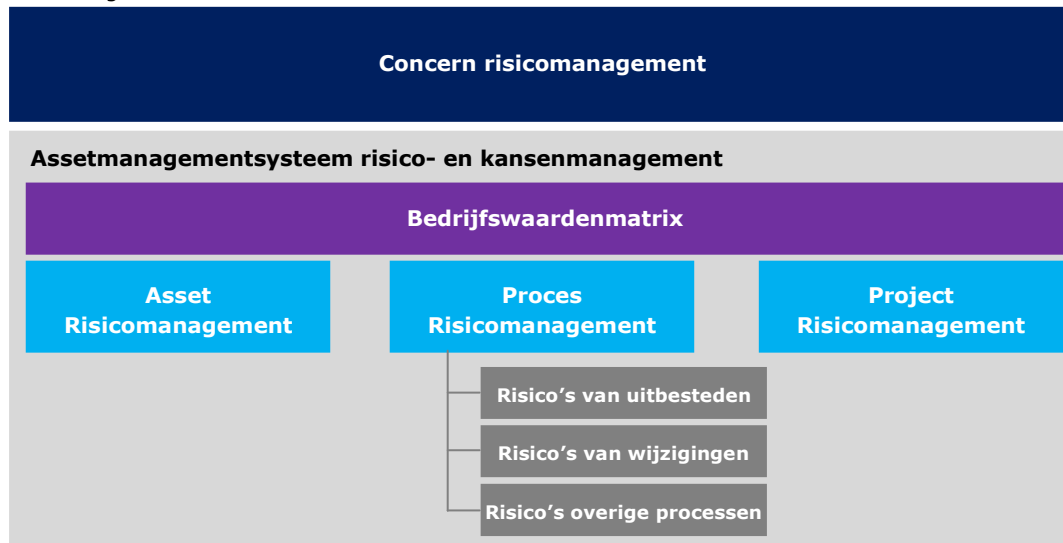 Concern risicomanagement
Assetmanagementsysteem risico- en kansenmanagement
Bedrijfswaardenmatrix
Asset
Risicomanagement
Proces
Risicomanagement
Project
Risicomanagement
Risico’s van uitbesteden
Risico’s van wijzigingen
Risico’s overige processen